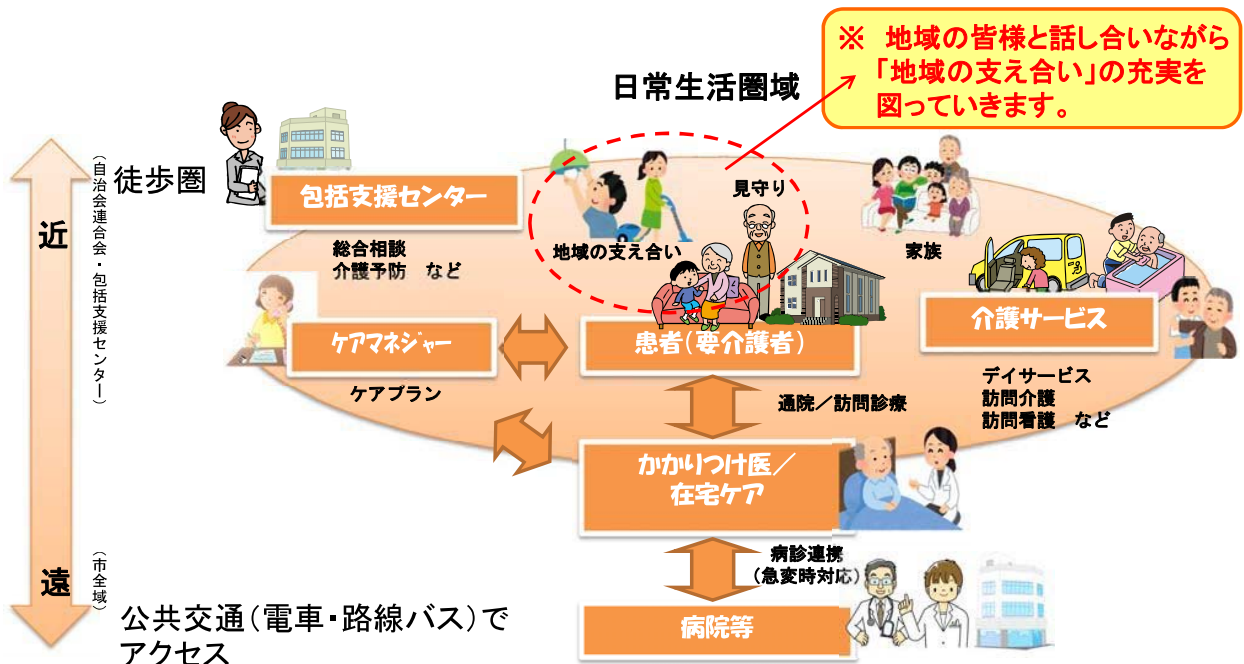 ※ 地域の皆様と話し合いながら
「地域の支え合い」の充実を
図っていきます。
日常生活圏域
近
(自治会連合会・包括支援センター)
徒歩圏
包括支援センター
総合相談
介護予防 など
地域の支え合い
見守り
家族
ケアマネジャー
ケアプラン
患者(要介護者)
介護サービス
デイサービス
訪問介護
訪問看護 など
通院／訪問診療
かかりつけ医／
在宅ケア
病診連携
(急変時対応)
病院等
遠
(市全域)
公共交通(電車・路線バス)で
アクセス